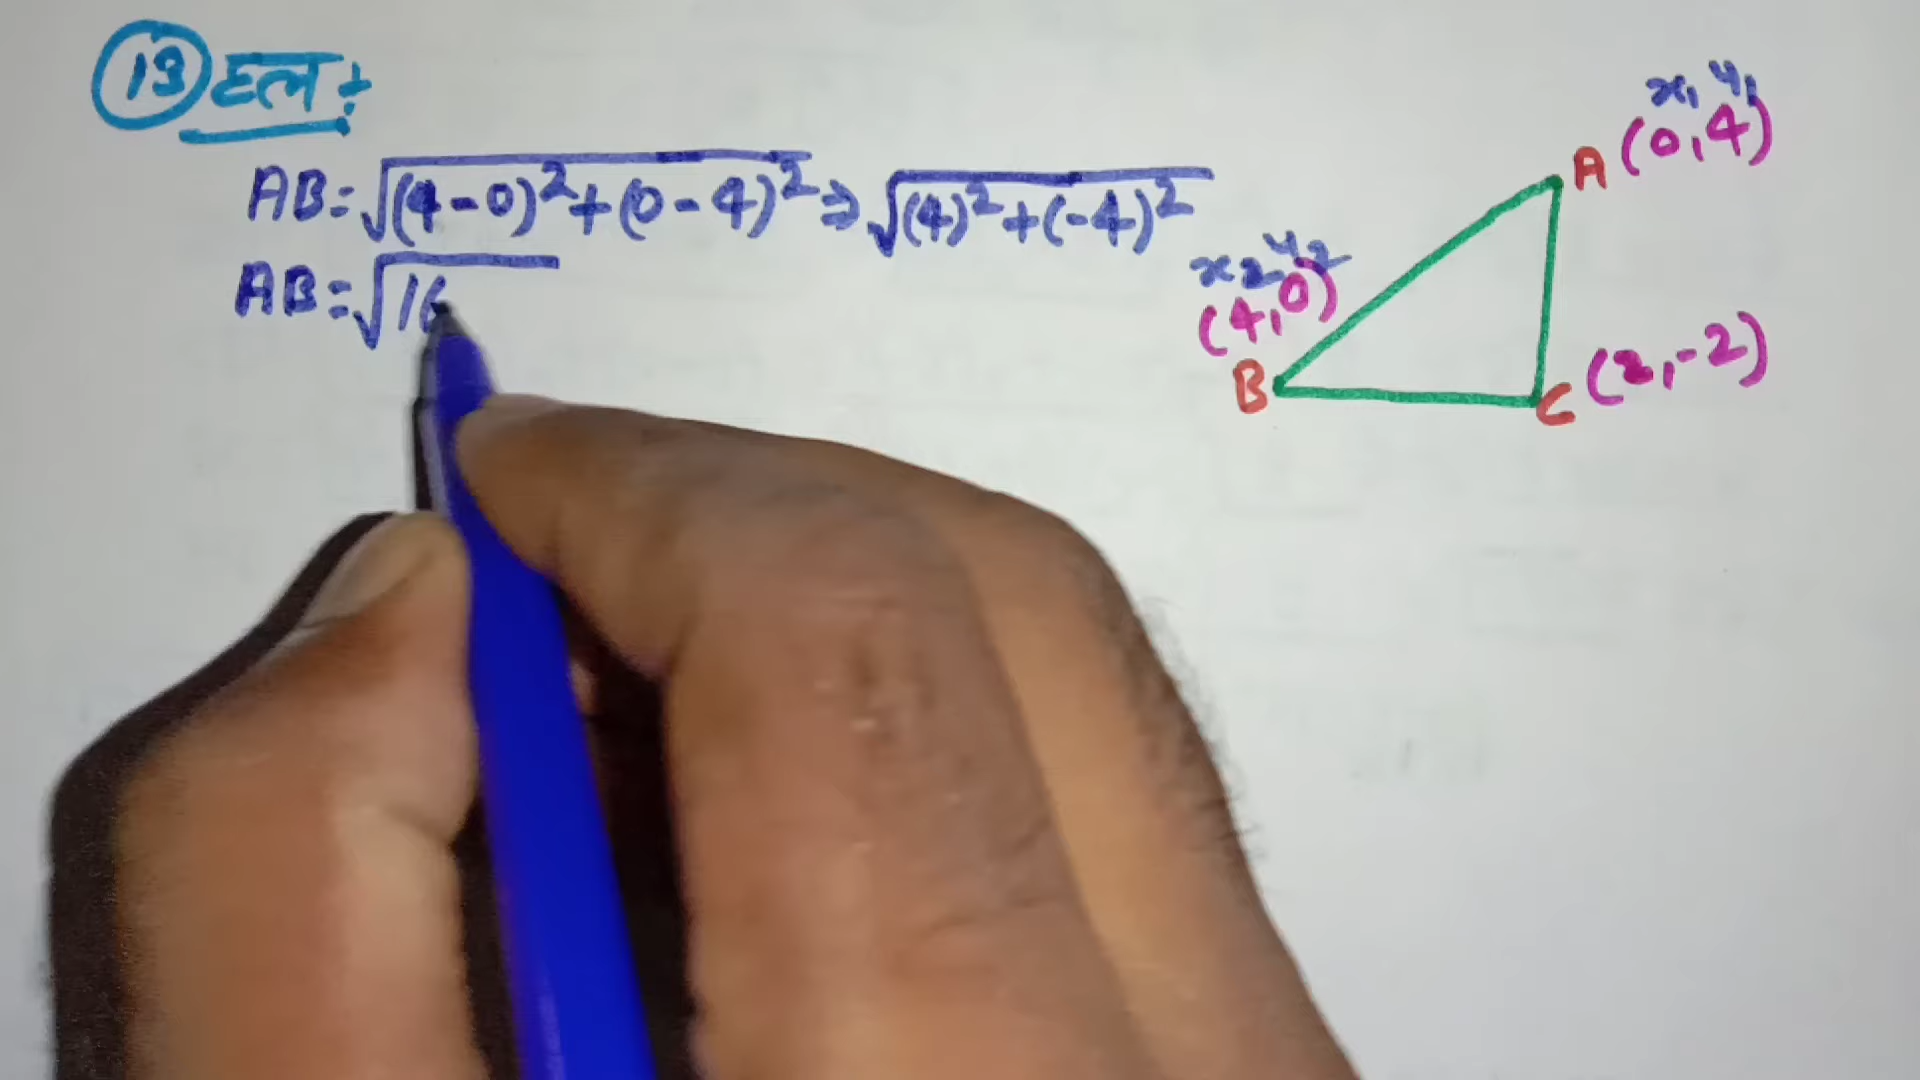 13 हल :
AB = √(4-0)²+(0-4)² ⇒ √(4)²+(-4)²
AB = √16
x₁ y₁
A (0,4)
x₂ y₂
(4,0)
B
C (2,-2)